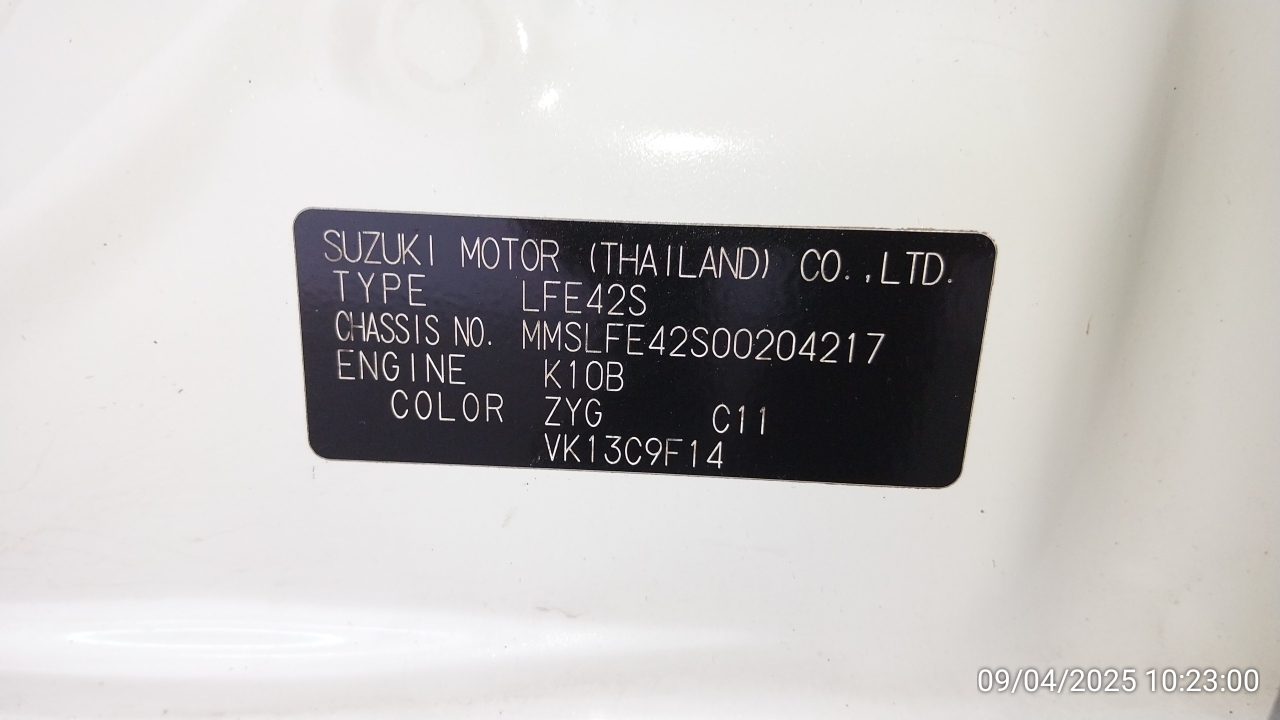 SUZUKI MOTOR (THAILAND) CO.,LTD.
TYPE LFE42S
CHASSIS NO. MMSLFE42S00204217
ENGINE K10B
COLOR ZYG C11
VK13C9F14
09/04/2025 10:23:00